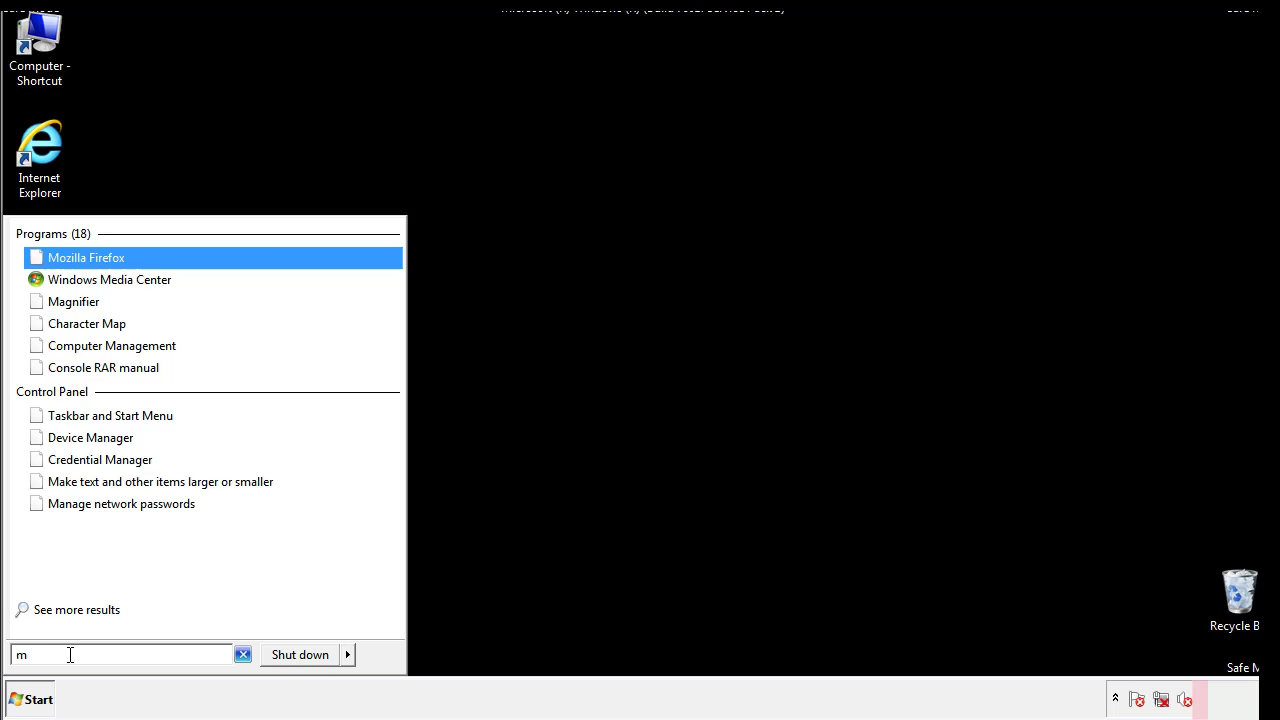 Computer -
Shortcut
Internet
Explorer
Programs (18)
Mozilla Firefox
Windows Media Center
Magnifier
Character Map
Computer Management
Console RAR manual
Control Panel
Taskbar and Start Menu
Device Manager
Credential Manager
Make text and other items larger or smaller
Manage network passwords
See more results
m
Shut down
Recycle B
Safe M
Start